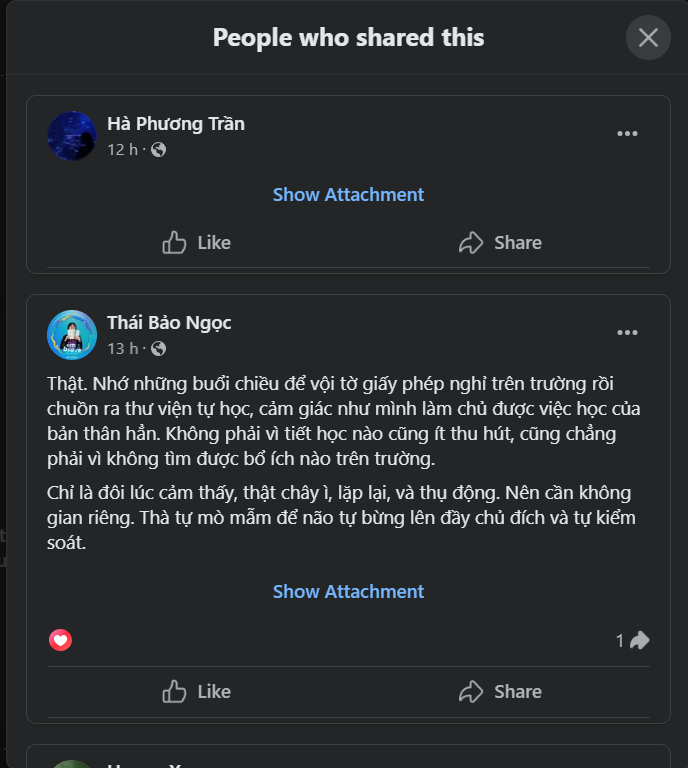 People who shared this
Hà Phương Trần
12 h ·
Show Attachment
Like
Share
Thái Bảo Ngọc
13 h ·
Thật. Nhớ những buổi chiều để vội tờ giấy phép nghỉ trên trường rồi
chuồn ra thư viện tự học, cảm giác như mình làm chủ được việc học của
bản thân hẳn. Không phải vì tiết học nào cũng ít thu hút, cũng chẳng
phải vì không tìm được bổ ích nào trên trường.
Chỉ là đôi lúc cảm thấy, thật chây ì, lặp lại, và thụ động. Nên cần không
gian riêng. Thà tự mò mẫm để não tự bừng lên đầy chủ đích và tự kiểm
soát.
Show Attachment
1
Like
Share